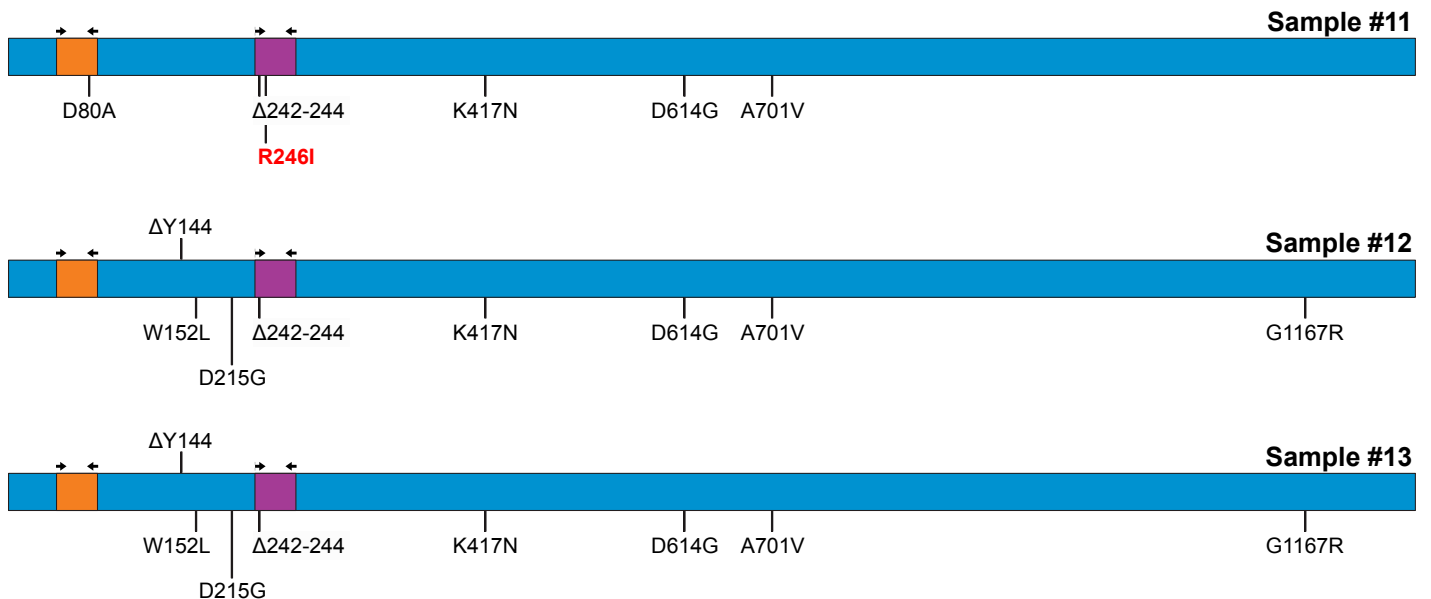 Sample #11
D80A Δ242-244 K417N D614G A701V
R246I
ΔY144
Sample #12
W152L Δ242-244 K417N D614G A701V G1167R
D215G
ΔY144
Sample #13
W152L Δ242-244 K417N D614G A701V G1167R
D215G